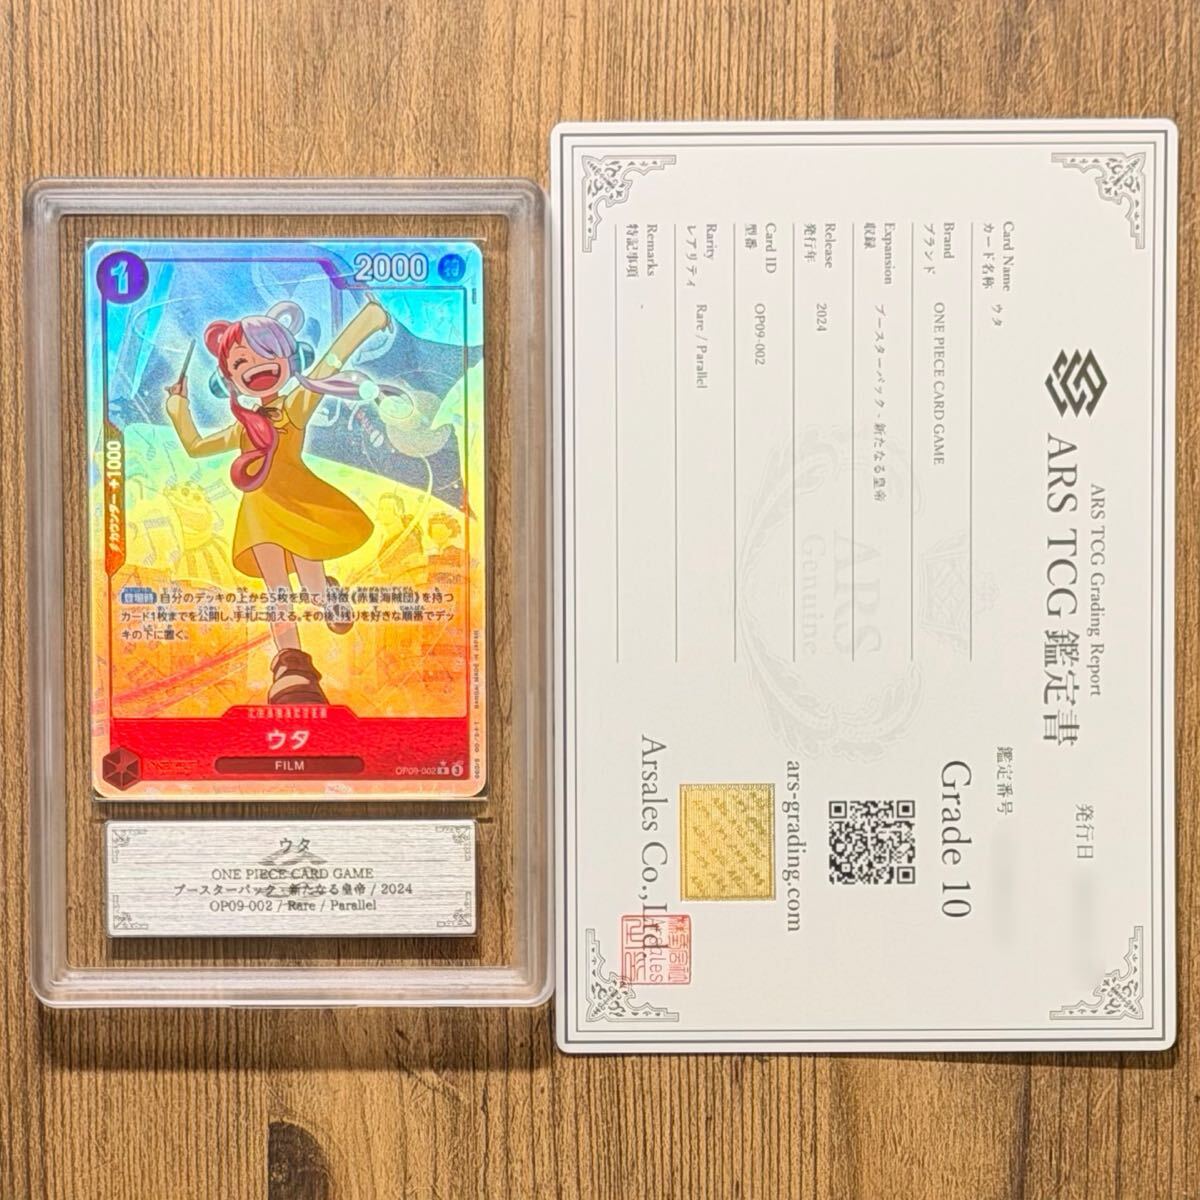 1
2000
特
カウンター+1000
登場時 自分のデッキの上から5枚を見て、特徴《赤髪海賊団》を持つ
カード1枚までを公開し、手札に加える。その後、残りを好きな順番でデッ
キの下に置く。
CHARACTER
ウタ
FILM
OP09-002 R
ウタ
ONE PIECE CARD GAME
ブースターパック - 新たなる皇帝 / 2024
OP09-002 / Rare / Parallel
ARS TCG Grading Report
ARS TCG 鑑定書
発行日
鑑定番号
Grade 10
Card Name
カード名称 ウタ
Brand
ブランド ONE PIECE CARD GAME
Expansion
収録 ブースターパック - 新たなる皇帝
Release
発行年 2024
Card ID
型番 OP09-002
Rarity
レアリティ Rare / Parallel
Remarks
特記事項 -
ARS
Genuine
ars-grading.com
Arsales Co.,Ltd.